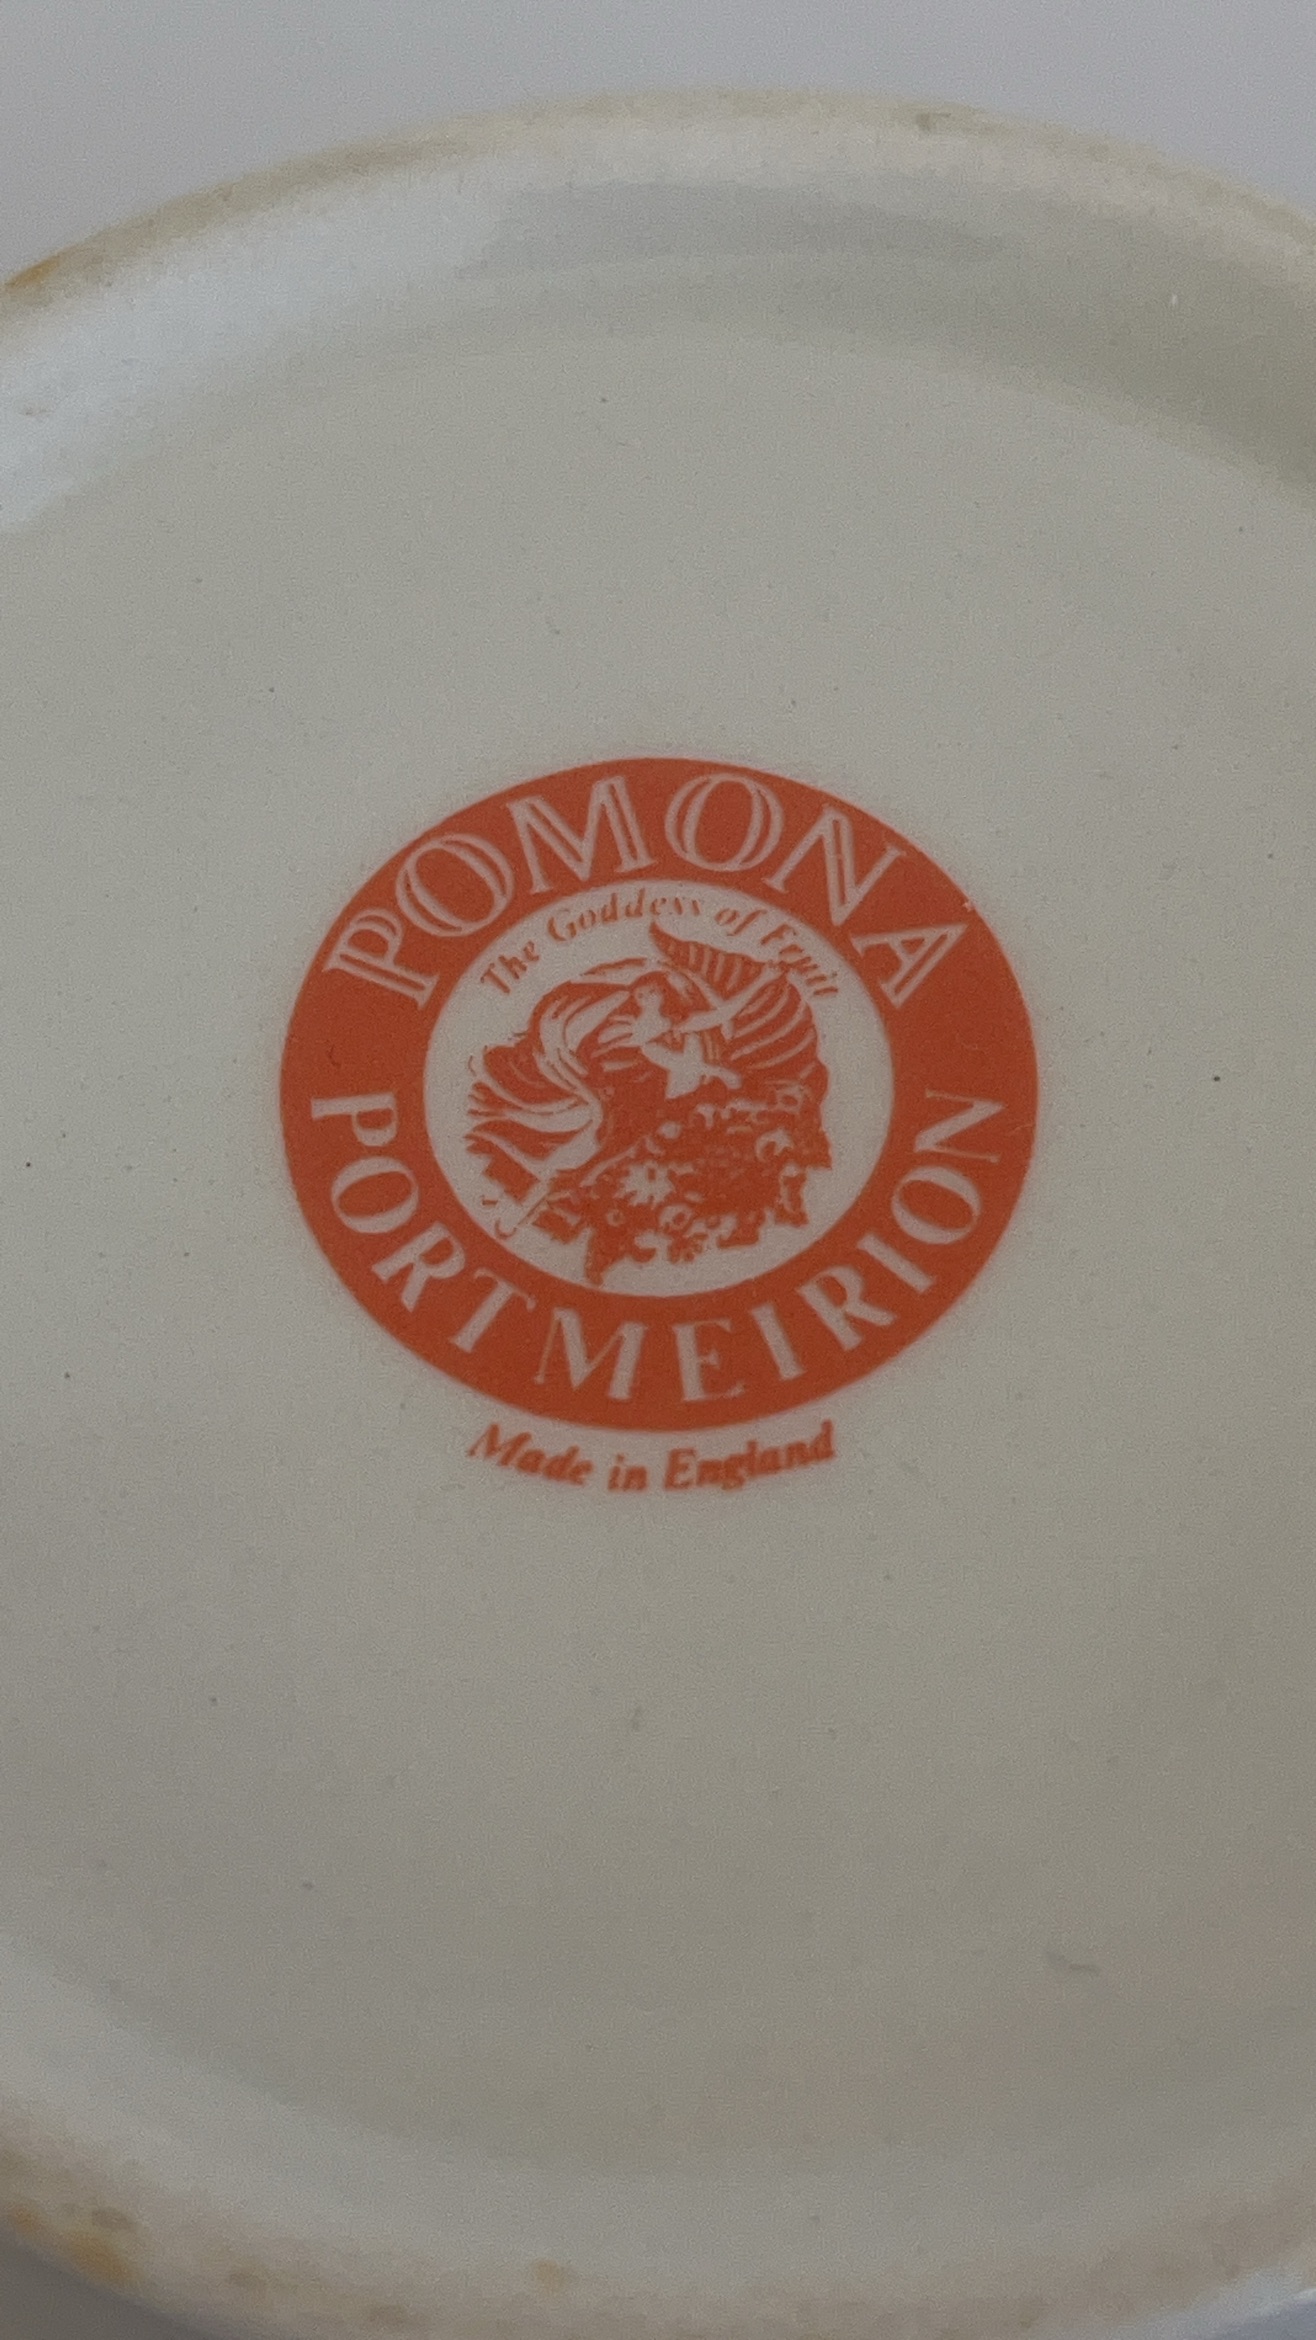 POMONA
The Goddess of Fruit
PORTMEIRION
Made in England